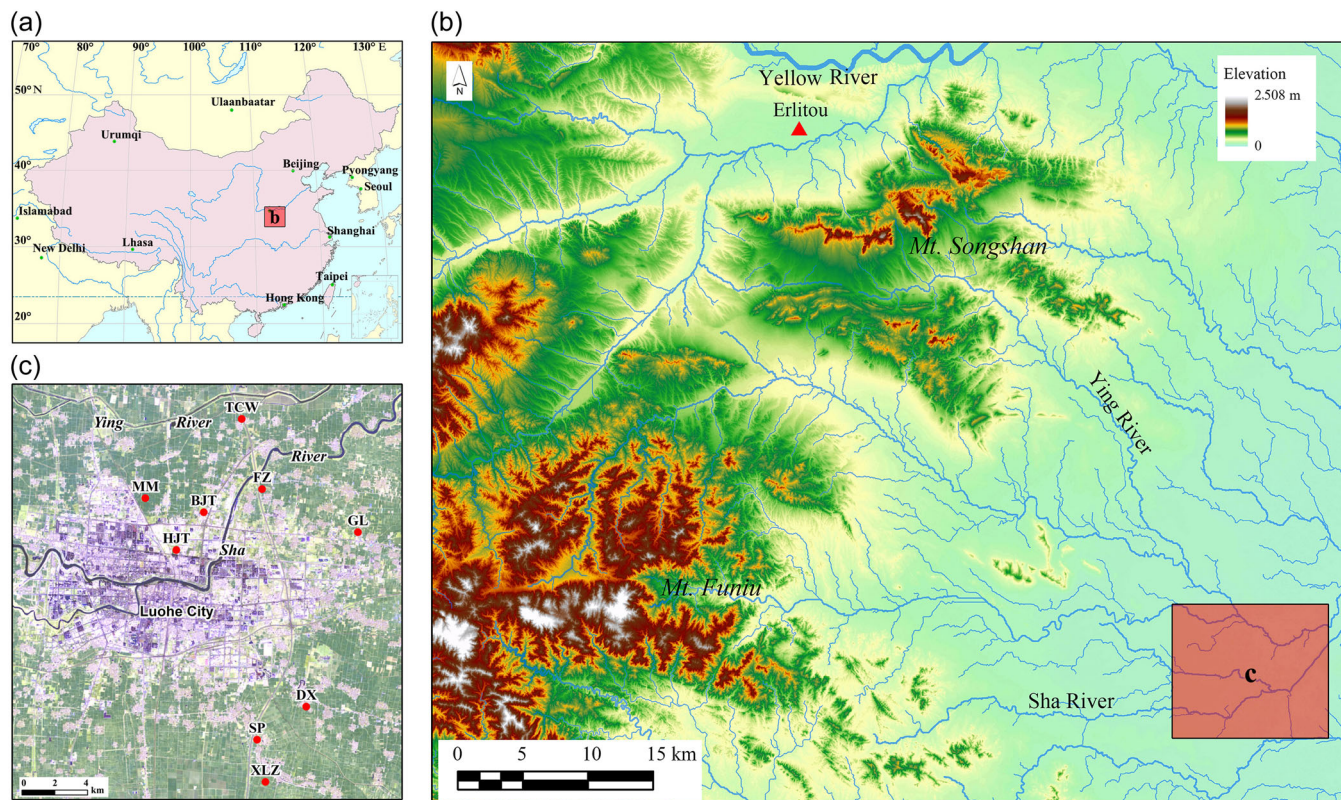 (a)
70°
80°
90°
100°
110°
120°
130° E
50° N
40°
30°
20°
Ulaanbaatar
Urumqi
Beijing
Pyongyang
Seoul
Islamabad
b
Shanghai
New Delhi
Lhasa
Taipei
Hong Kong
(b)
N
Yellow River
Erlitou
Elevation
2.508 m
0
Mt. Songshan
Ying River
Mt. Funiu
Sha River
c
0 5 10 15 km
(c)
Ying River
TCW
River
FZ
MM
BJT
GL
HJT
Sha
Luohe City
DX
SP
XLZ
0 2 4
km